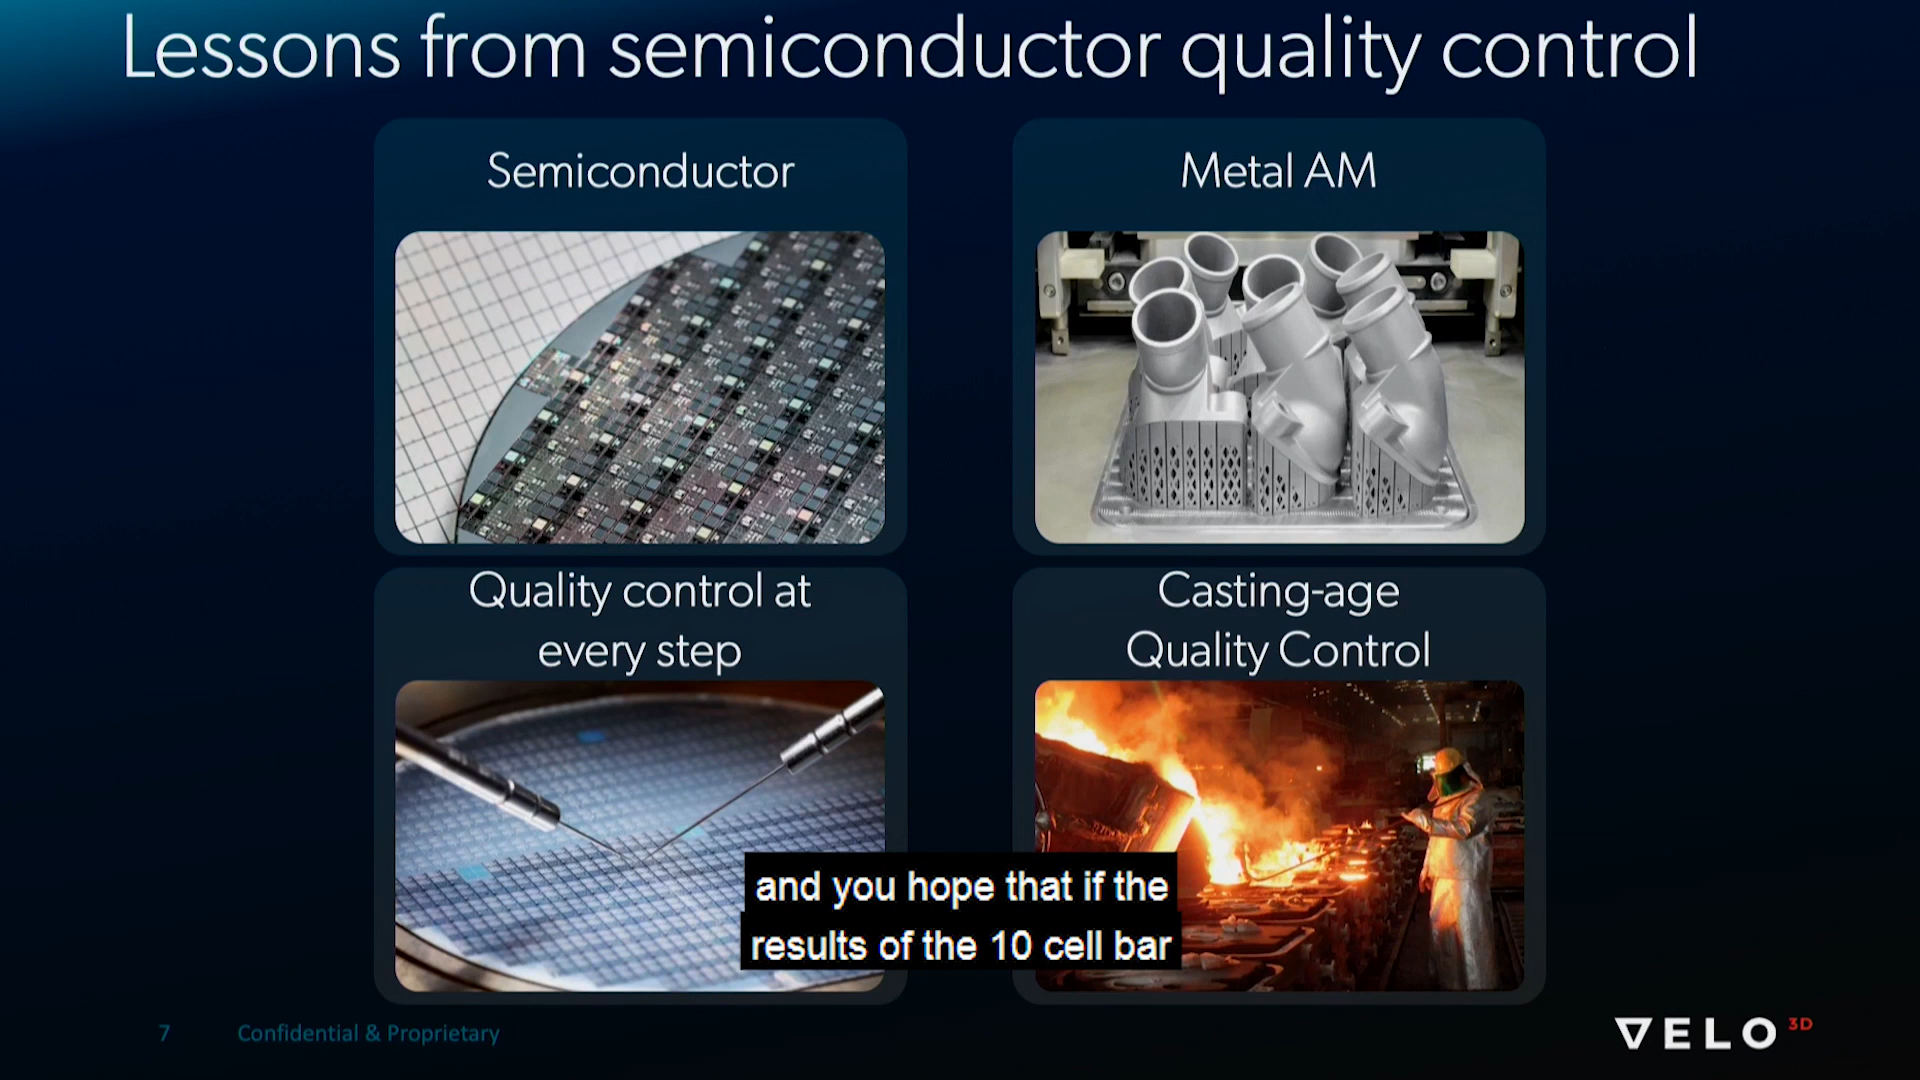 Lessons from semiconductor quality control
Semiconductor
Metal AM
Quality control at
every step
Casting-age
Quality Control
and you hope that if the
results of the 10 cell bar
7
Confidential & Proprietary
VELO 3D